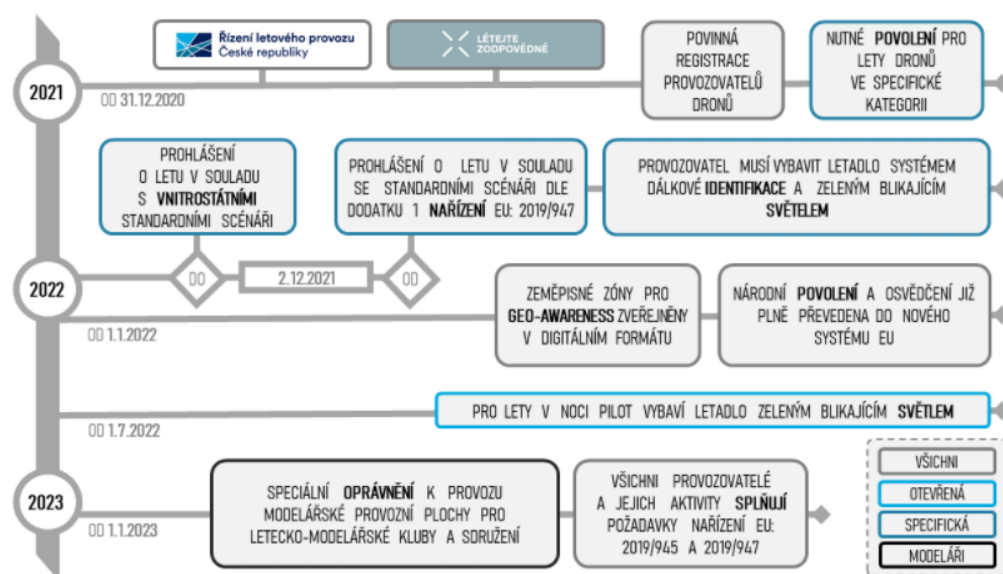 Řízení letového provozu
České republiky
LÉTEJTE
ZODPOVĚDNĚ
POVINNÁ
REGISTRACE
PROVOZOVATELŮ
DRONŮ
NUTNÉ POVOLENÍ PRO
LETY DRONŮ
VE SPECIFICKÉ
KATEGORII
2021
OD 31.12.2020
PROHLÁŠENÍ
O LETU V SOULADU
S VNITROSTÁTNÍMI
STANDARDNÍMI SCÉNÁŘI
PROHLÁŠENÍ O LETU V SOULADU
SE STANDARDNÍMI SCÉNÁŘI DLE
DODATKU 1 NAŘÍZENÍ EU: 2019/947
PROVOZOVATEL MUSÍ VYBAVIT LETADLO SYSTÉMEM
DÁLKOVÉ IDENTIFIKACE A ZELENÝM BLIKAJÍCÍM
SVĚTELEM
DO
2.12.2021
OD
2022
OD 1.1.2022
ZEMĚPISNÉ ZÓNY PRO
GEO-AWARENESS ZVEŘEJNĚNY
V DIGITÁLNÍM FORMÁTU
NÁRODNÍ POVOLENÍ A OSVĚDČENÍ JIŽ
PLNĚ PŘEVEDENA DO NOVÉHO
SYSTÉMU EU
PRO LETY V NOCI PILOT VYBAVÍ LETADLO ZELENÝM BLIKAJÍCÍM SVĚTLEM
OD 1.7.2022
2023
OD 1.1.2023
SPECIÁLNÍ OPRÁVNĚNÍ K PROVOZU
MODELÁŘSKÉ PROVOZNÍ PLOCHY PRO
LETECKO-MODELÁŘSKÉ KLUBY A SDRUŽENÍ
VŠICHNI PROVOZOVATELÉ
A JEJICH AKTIVITY SPLŇUJÍ
POŽADAVKY NAŘÍZENÍ EU:
2019/945 A 2019/947
VŠICHNI
OTEVŘENÁ
SPECIFICKÁ
MODELÁŘI